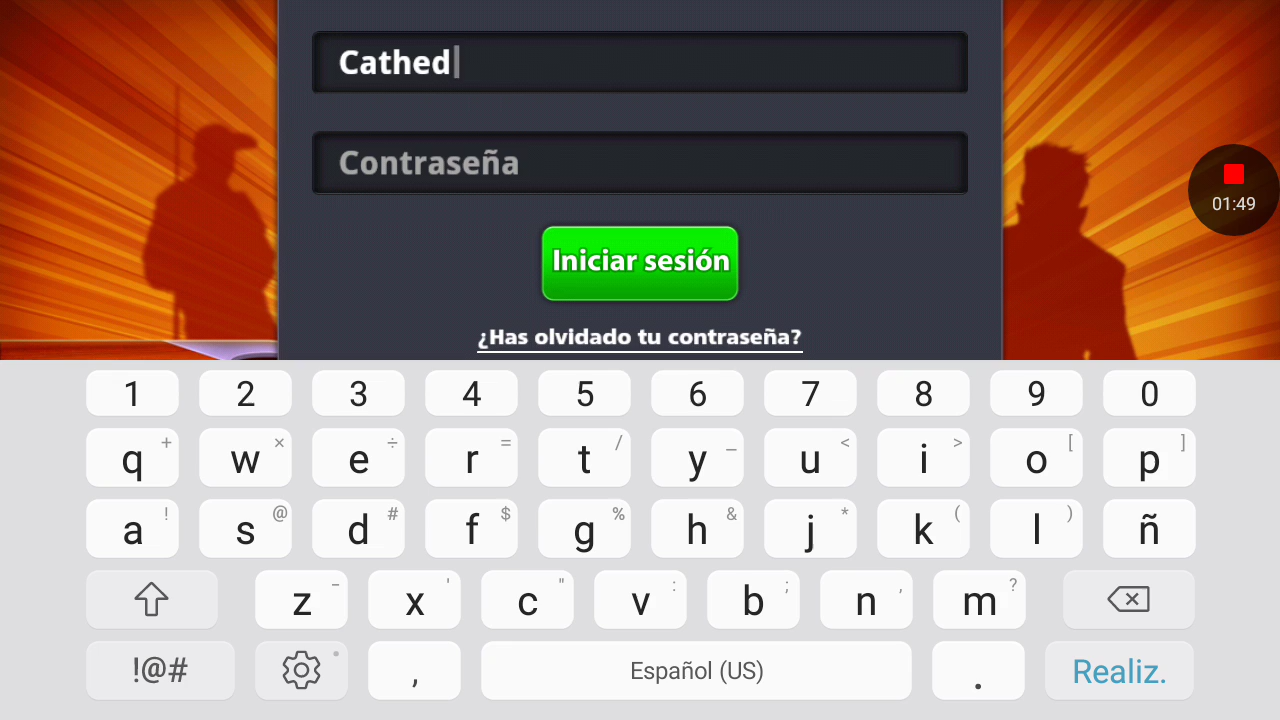 Cathed
Contraseña
Iniciar sesión
01:49
¿Has olvidado tu contraseña?
1 2 3 4 5 6 7 8 9 0
q + w × e ÷ r = t / y _ u < i > o [ p ]
a ! s @ d # f $ g % h & j * k ( l ) ñ
z - x ' c " v : b ; n , m ?
!@# , Español (US) . Realiz.